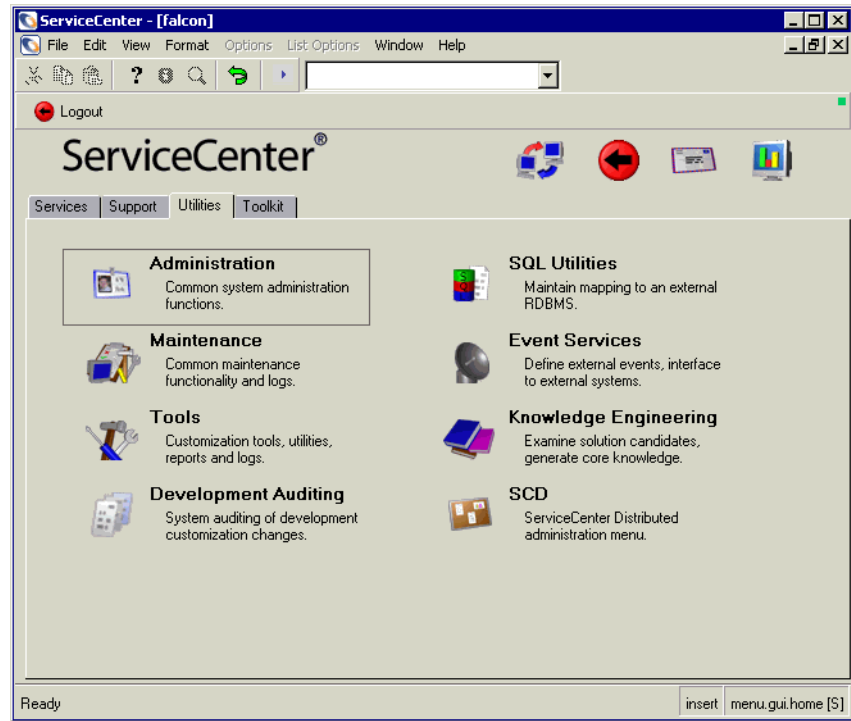 ServiceCenter - [falcon]
File Edit View Format Options List Options Window Help
?
Logout
ServiceCenter®
Services Support Utilities Toolkit
Administration
Common system administration
functions.
SQL Utilities
Maintain mapping to an external
RDBMS.
Maintenance
Common maintenance
functionality and logs.
Event Services
Define external events, interface
to external systems.
Tools
Customization tools, utilities,
reports and logs.
Knowledge Engineering
Examine solution candidates,
generate core knowledge.
Development Auditing
System auditing of development
customization changes.
SCD
ServiceCenter Distributed
administration menu.
Ready insert menu.gui.home [S]